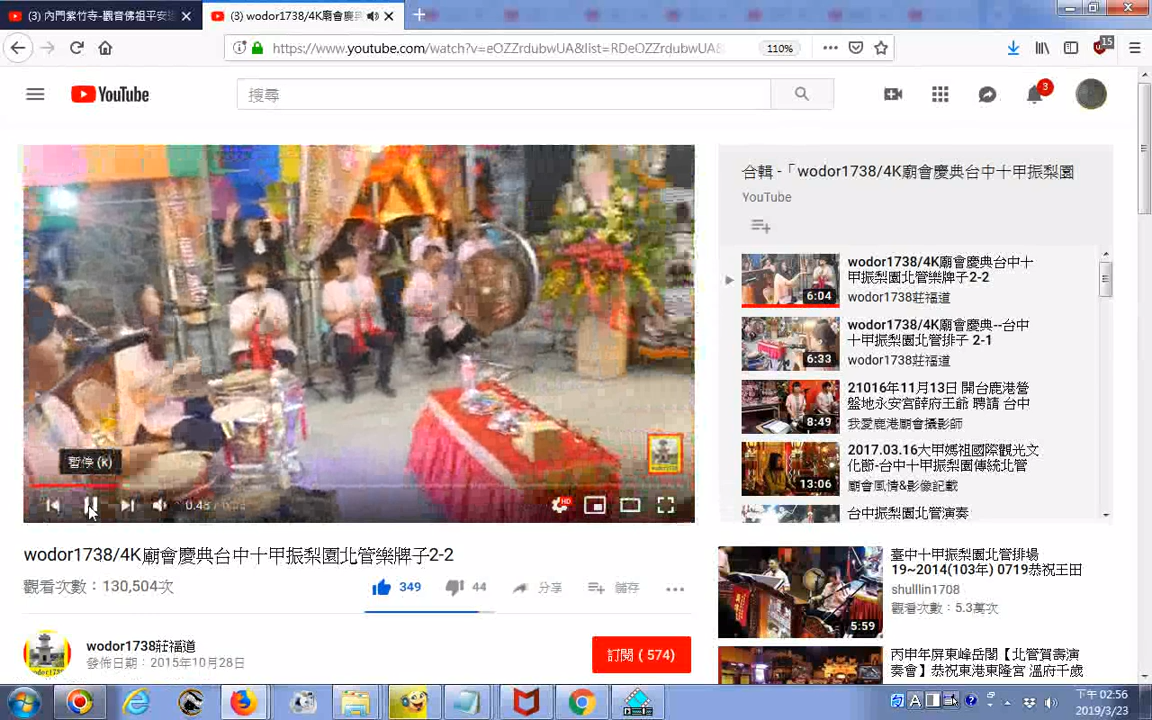 (3) 內門紫竹寺-觀音佛祖平安
(3) wodor1738/4K廟會慶典
https://www.youtube.com/watch?v=eOZZrdubwUA&list=RDeOZZrdubwUA&
110%
15
YouTube
搜尋
3
合輯 -「wodor1738/4K廟會慶典台中十甲振梨園
YouTube
wodor1738/4K廟會慶典台中十
甲振梨園北管樂牌子2-2
wodor1738莊福道
6:04
wodor1738/4K廟會慶典--台中
十甲振梨園北管排子 2-1
wodor1738莊福道
6:33
21016年11月13日 開台鹿港營
盤地永安宮薛府王爺 聘請 台中
我愛鹿港廟會攝影師
8:49
2017.03.16大甲媽祖國際觀光文
化節-台中十甲振梨園傳統北管
廟會風情&影像記載
13:06
台中振梨園北管演奏
暫停 (k)
HD
wodor1738/4K廟會慶典台中十甲振梨園北管樂牌子2-2
觀看次數：130,504次
349
44
分享
儲存
wodor1738莊福道
發佈日期：2015年10月28日
訂閱 ( 574)
臺中十甲振梨園北管排場
19~2014(103年) 0719恭祝王田
shulllin1708
觀看次數：5.3萬次
5:59
丙申年屏東峰岳閣【北管賀壽演
奏會】恭祝東港東隆宮 溫府千歲
下午 02:56
2019/3/23